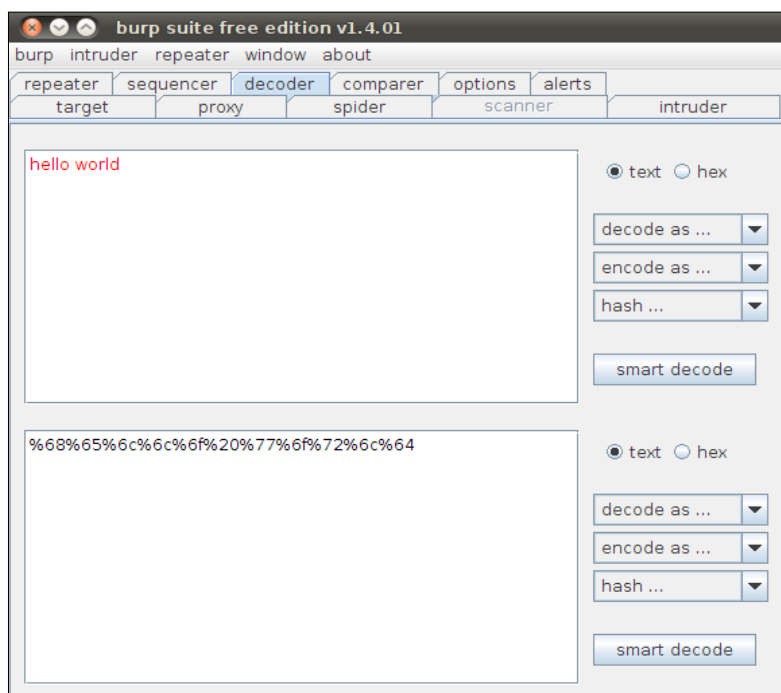 burp suite free edition v1.4.01
burp intruder repeater window about
repeater sequencer decoder comparer options alerts
target proxy spider scanner intruder
hello world
text hex
decode as ...
encode as ...
hash ...
smart decode
%68%65%6c%6c%6f%20%77%6f%72%6c%64
text hex
decode as ...
encode as ...
hash ...
smart decode